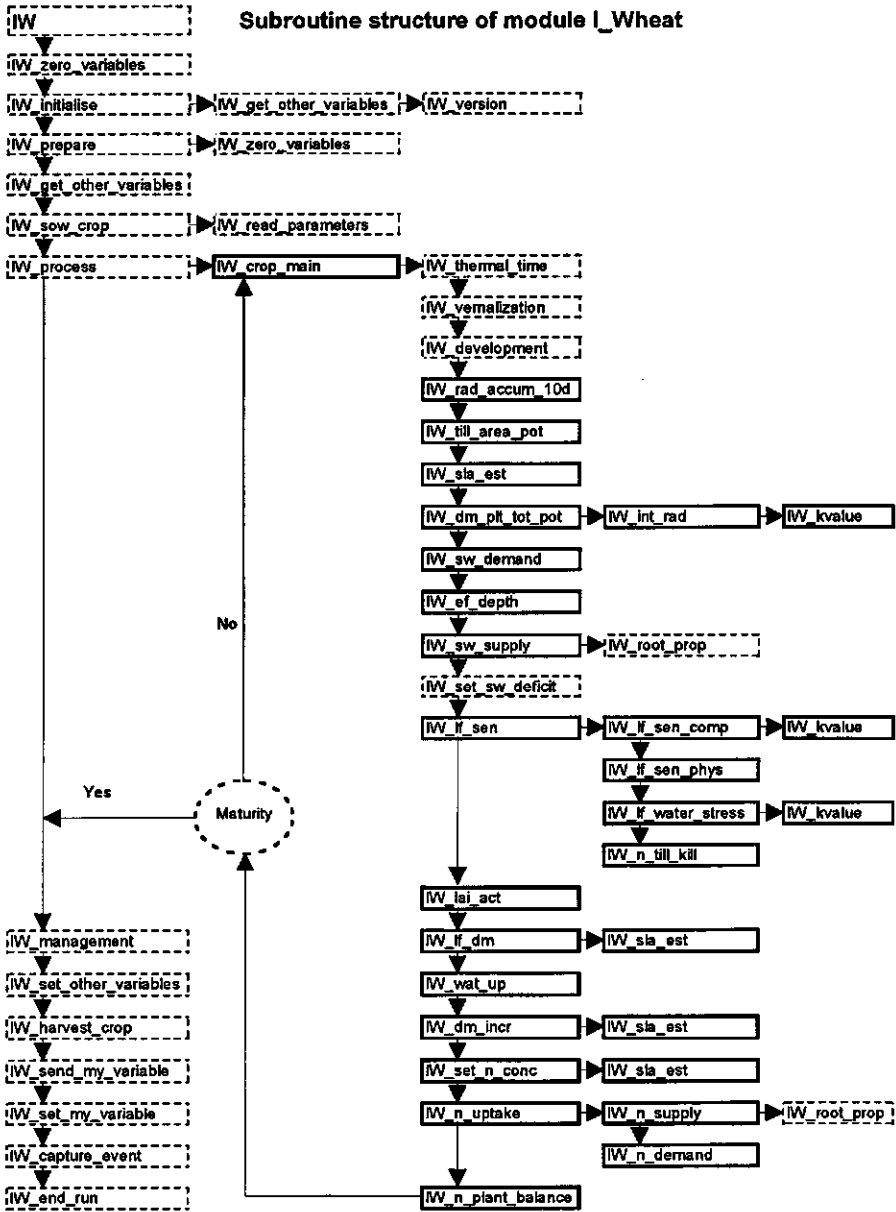 Subroutine structure of module I_Wheat
IW
IW_zero_variables
IW_initialise IW_get_other_variables IW_version
IW_prepare IW_zero_variables
IW_get_other_variables
IW_sow_crop IW_read_parameters
IW_process IW_crop_main IW_thermal_time
IW_vernalization
IW_development
IW_rad_accum_10d
IW_till_area_pot
IW_sla_est
IW_dm_plt_tot_pot IW_int_rad IW_kvalue
IW_sw_demand
IW_ef_depth
No
IW_sw_supply IW_root_prop
IW_set_sw_deficit
IW_lf_sen IW_lf_sen_comp IW_kvalue
IW_lf_sen_phys
Yes
Maturity
IW_lf_water_stress IW_kvalue
IW_n_till_kill
IW_lai_act
IW_management IW_lf_dm IW_sla_est
IW_set_other_variables IW_wat_up
IW_harvest_crop IW_dm_incr IW_sla_est
IW_send_my_variable IW_set_n_conc IW_sla_est
IW_set_my_variable IW_n_uptake IW_n_supply IW_root_prop
IW_capture_event IW_n_demand
IW_end_run IW_n_plant_balance